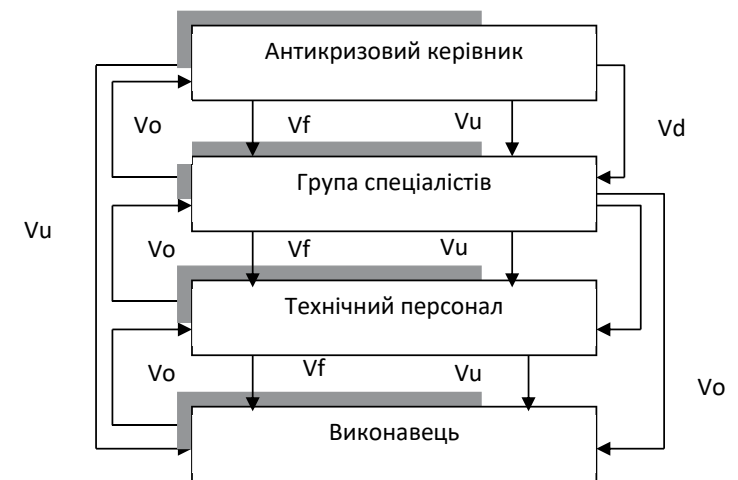 Антикризовий керівник
Vo
Vf
Vu
Vd
Група спеціалістів
Vu
Vo
Vf
Vu
Технічний персонал
Vo
Vf
Vu
Vo
Виконавець